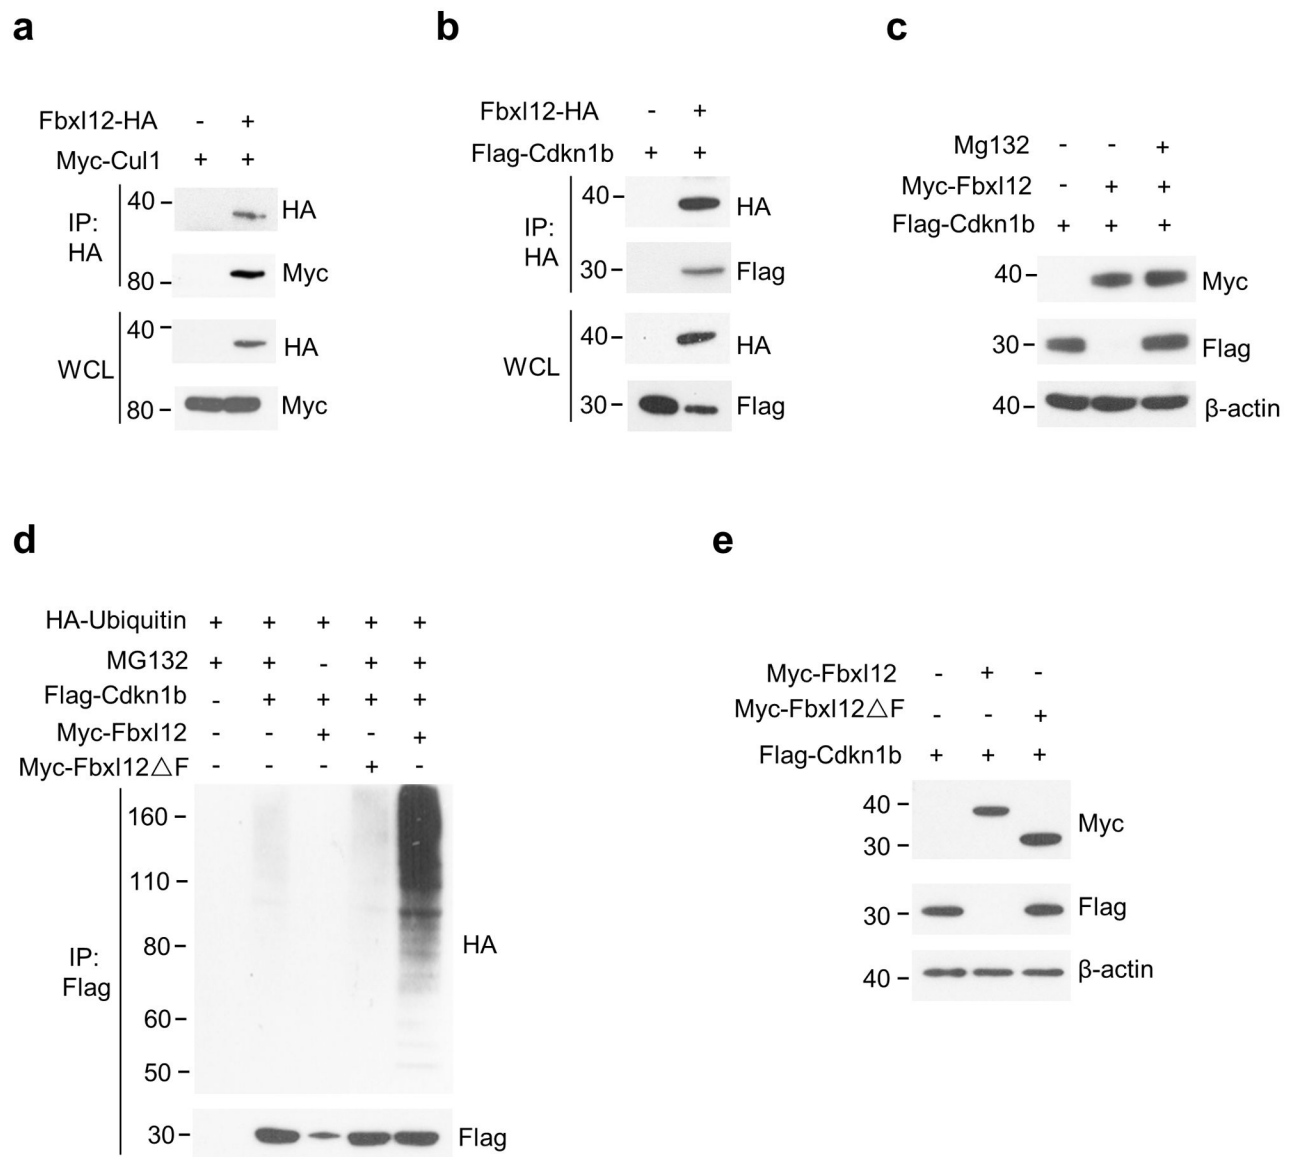 a
Fbxl12-HA - +
Myc-Cul1 + +
IP: HA
40 HA
80 Myc
WCL
40 HA
80 Myc
b
Fbxl12-HA - +
Flag-Cdkn1b + +
IP: HA
40 HA
30 Flag
WCL
40 HA
30 Flag
c
Mg132 - - +
Myc-Fbxl12 - + +
Flag-Cdkn1b + + +
40 Myc
30 Flag
40 β-actin
d
HA-Ubiquitin + + + + +
MG132 + + - + +
Flag-Cdkn1b - + + + +
Myc-Fbxl12 - - + - +
Myc-Fbxl12△F - - - + -
IP: Flag
160
110
80 HA
60
50
30 Flag
e
Myc-Fbxl12 - + -
Myc-Fbxl12△F - - +
Flag-Cdkn1b + + +
40
30 Myc
30 Flag
40 β-actin